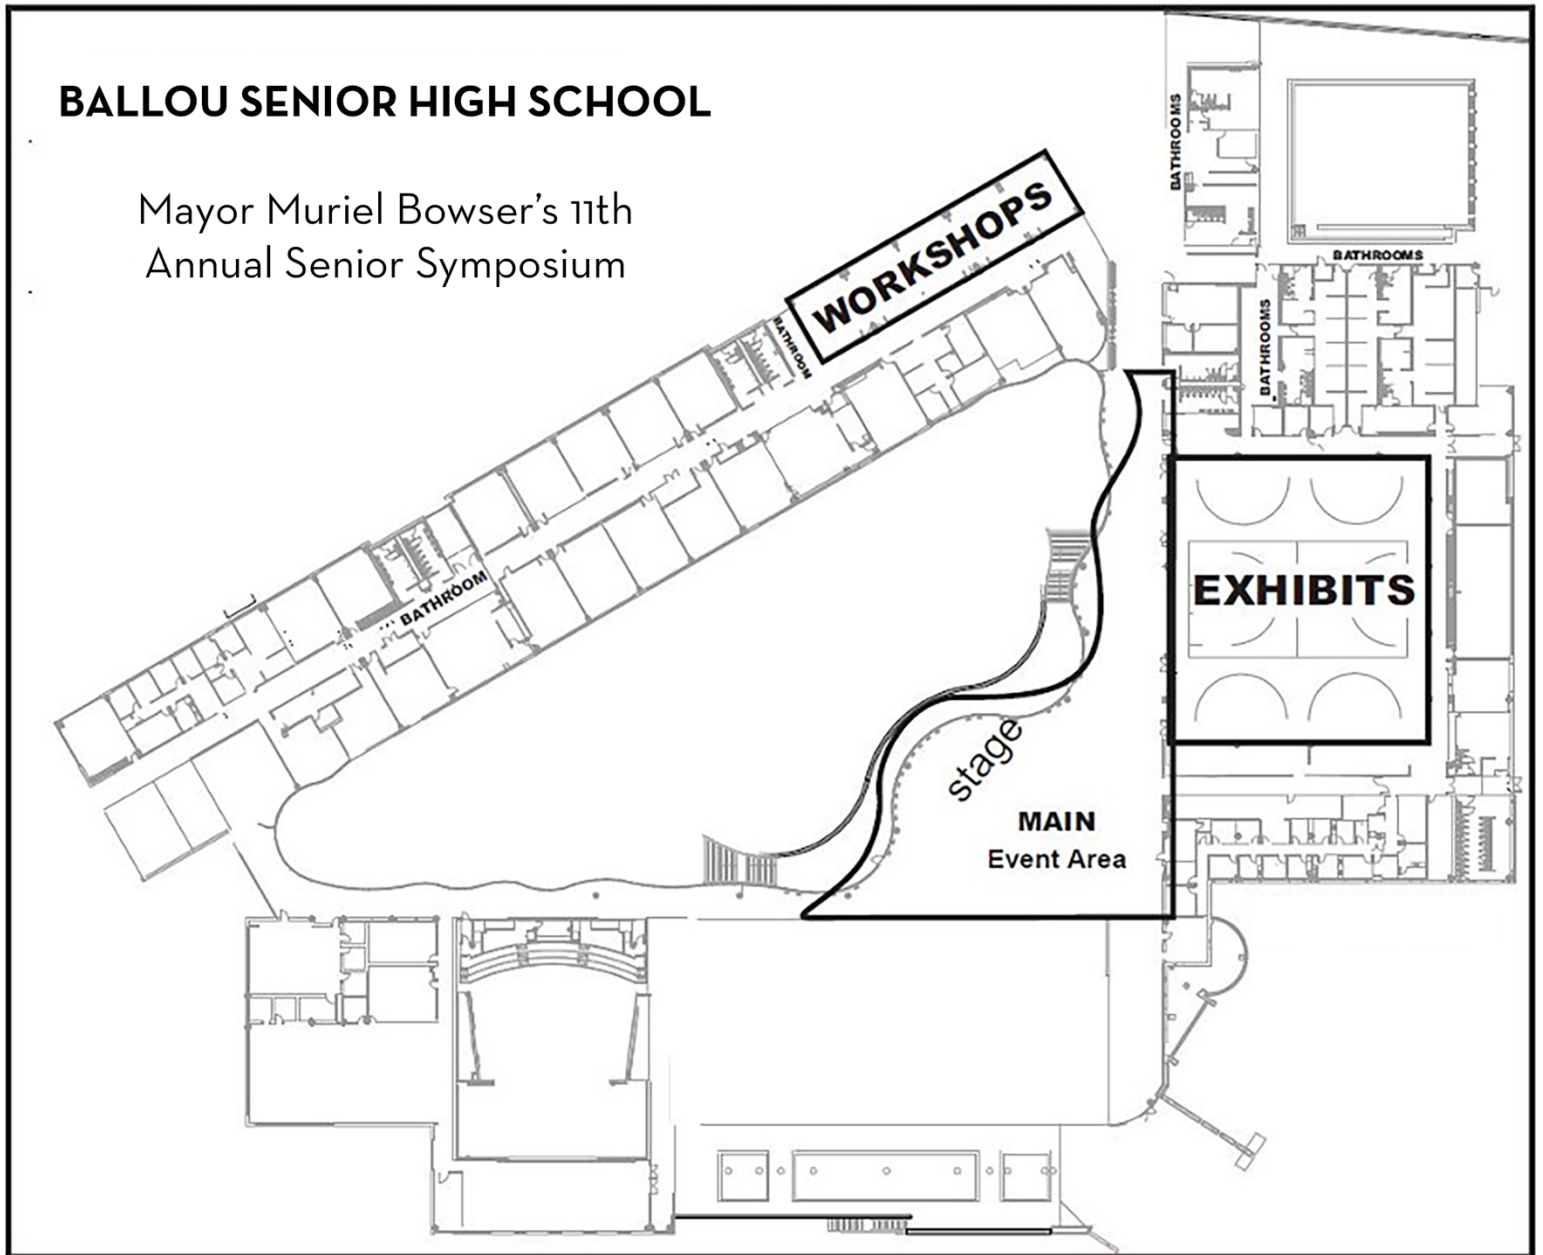 BALLOU SENIOR HIGH SCHOOL
Mayor Muriel Bowser’s 11th
Annual Senior Symposium
WORKSHOPS
BATHROOM
BATHROOM
BATHROOMS
BATHROOMS
BATHROOMS
EXHIBITS
stage
MAIN
Event Area